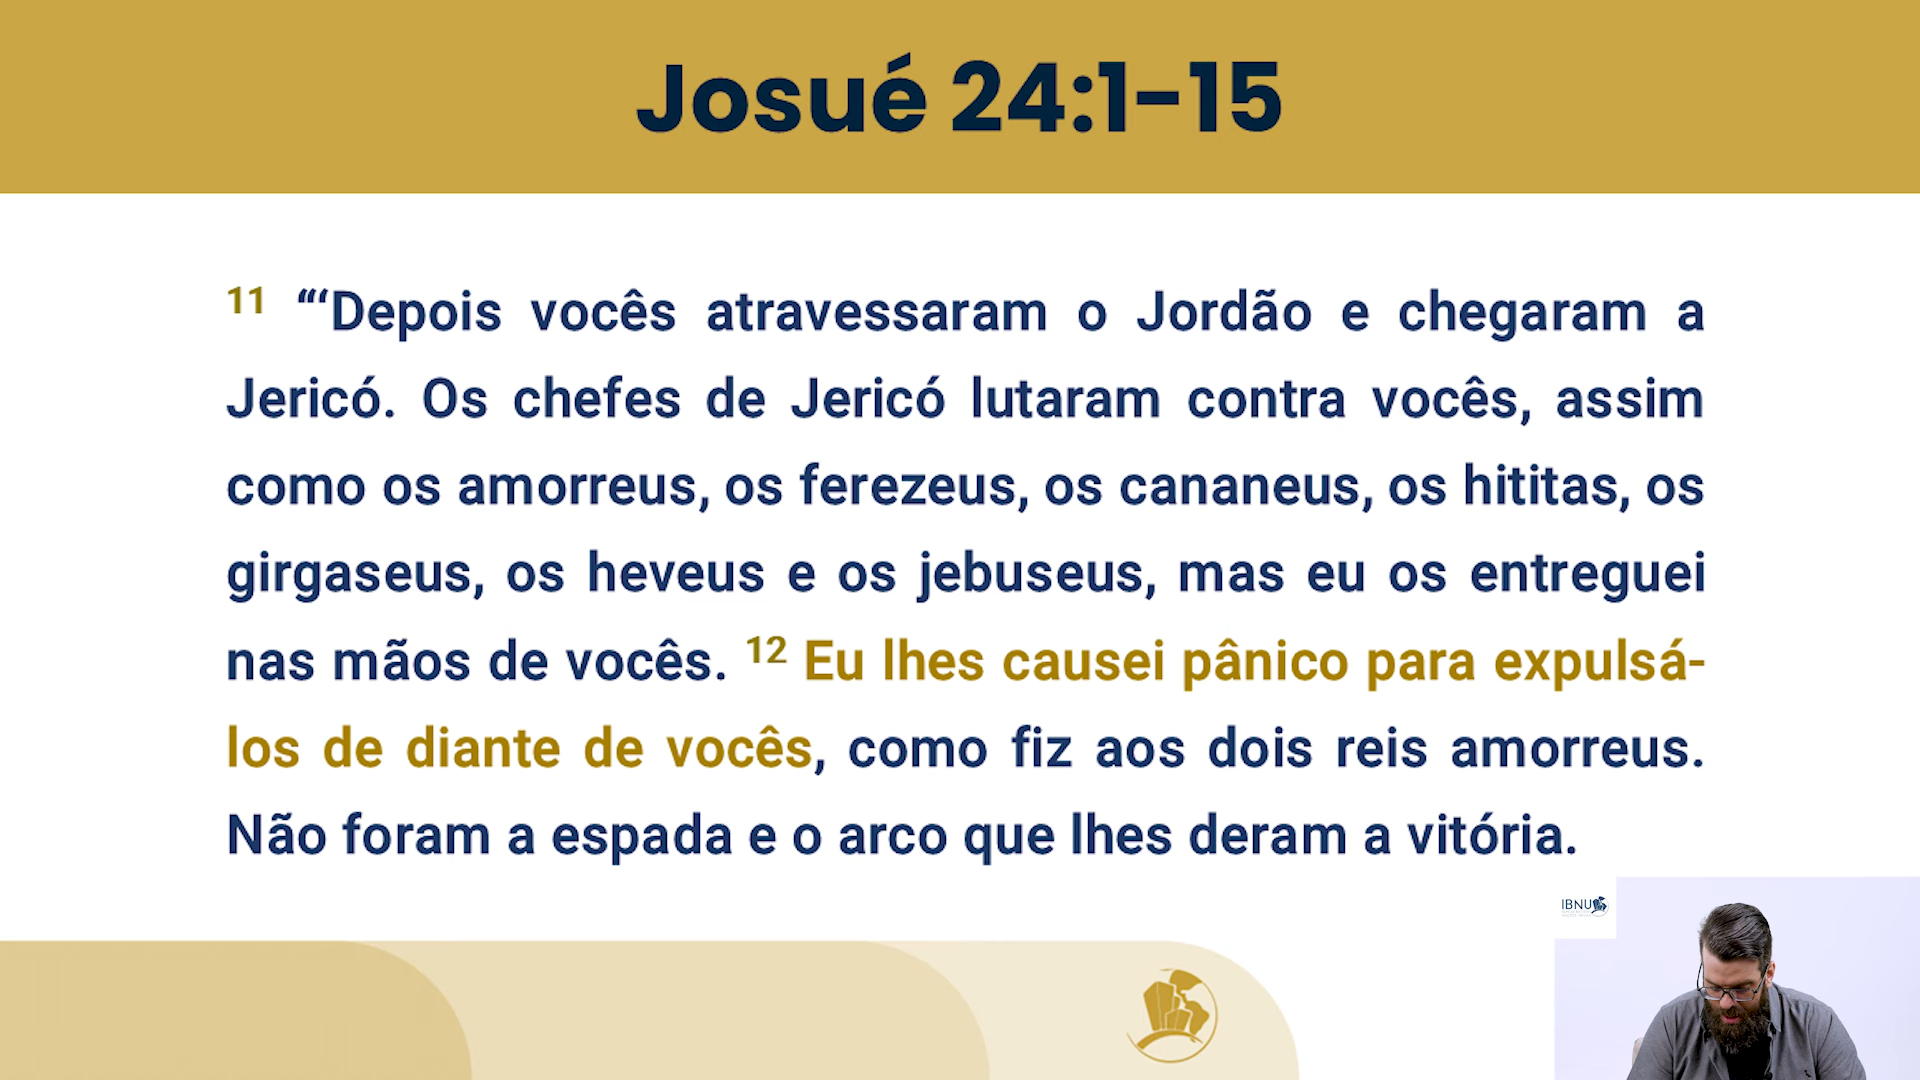 Josué 24:1-15
11 “‘Depois vocês atravessaram o Jordão e chegaram a
Jericó. Os chefes de Jericó lutaram contra vocês, assim
como os amorreus, os ferezeus, os cananeus, os hititas, os
girgaseus, os heveus e os jebuseus, mas eu os entreguei
nas mãos de vocês. 12 Eu lhes causei pânico para expulsá-
los de diante de vocês, como fiz aos dois reis amorreus.
Não foram a espada e o arco que lhes deram a vitória.
IBNU